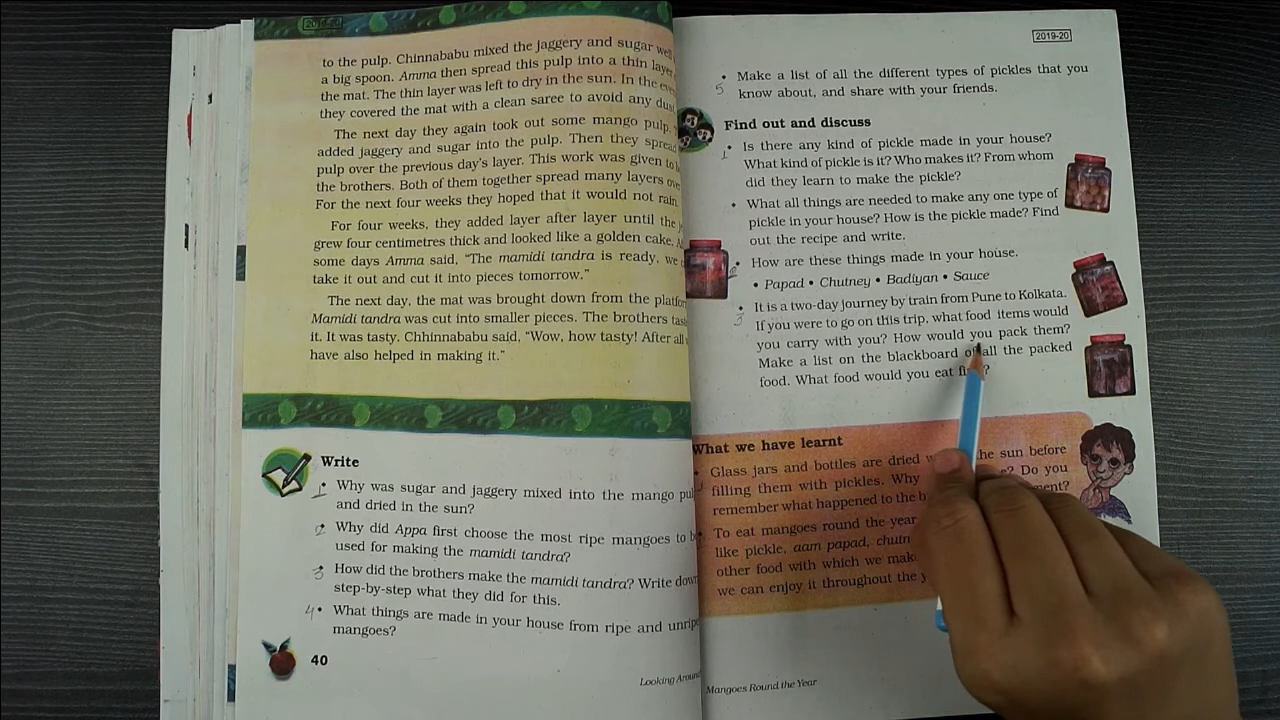 2019-20
to the pulp. Chinnababu mixed the jaggery and sugar well
a big spoon. Amma then spread this pulp into a thin layer
the mat. The thin layer was left to dry in the sun. In the
they covered the mat with a clean saree to avoid any
The next day they again took out some mango pulp.
added jaggery and sugar into the pulp. Then they spread
pulp over the previous day's layer. This work was given to
the brothers. Both of them together spread many layers
For the next four weeks they hoped that it would not rain.
For four weeks, they added layer after layer until the
grew four centimetres thick and looked like a golden cake.
some days Amma said, "The mamidi tandra is ready, we
take it out and cut it into pieces tomorrow."
The next day, the mat was brought down from the
Mamidi tandra was cut into smaller pieces. The brothers
it. It was tasty. Chhinnababu said, "Wow, how tasty! After all
have also helped in making it."
Write
1 • Why was sugar and jaggery mixed into the mango
and dried in the sun?
2 • Why did Appa first choose the most ripe mangoes to
used for making the mamidi tandra?
3 • How did the brothers make the mamidi tandra? Write down
step-by-step what they did for this.
4 • What things are made in your house from ripe and
mangoes?
40
Looking Around
2019-20
5 • Make a list of all the different types of pickles that you
know about, and share with your friends.
Find out and discuss
1 • Is there any kind of pickle made in your house?
What kind of pickle is it? Who makes it? From whom
did they learn to make the pickle?
• What all things are needed to make any one type of
pickle in your house? How is the pickle made? Find
out the recipe and write.
2 • How are these things made in your house.
• Papad • Chutney • Badiyan • Sauce
3 • It is a two-day journey by train from Pune to Kolkata.
If you were to go on this trip, what food items would
you carry with you? How would you pack them?
Make a list on the blackboard of all the packed
food. What food would you eat
What we have learnt
• Glass jars and bottles are dried the sun before
filling them with pickles. Why Do you
remember what happened to the
• To eat mangoes round the year
like pickle, aam papad,
other food with which we
we can enjoy it throughout the
Mangoes Round the Year